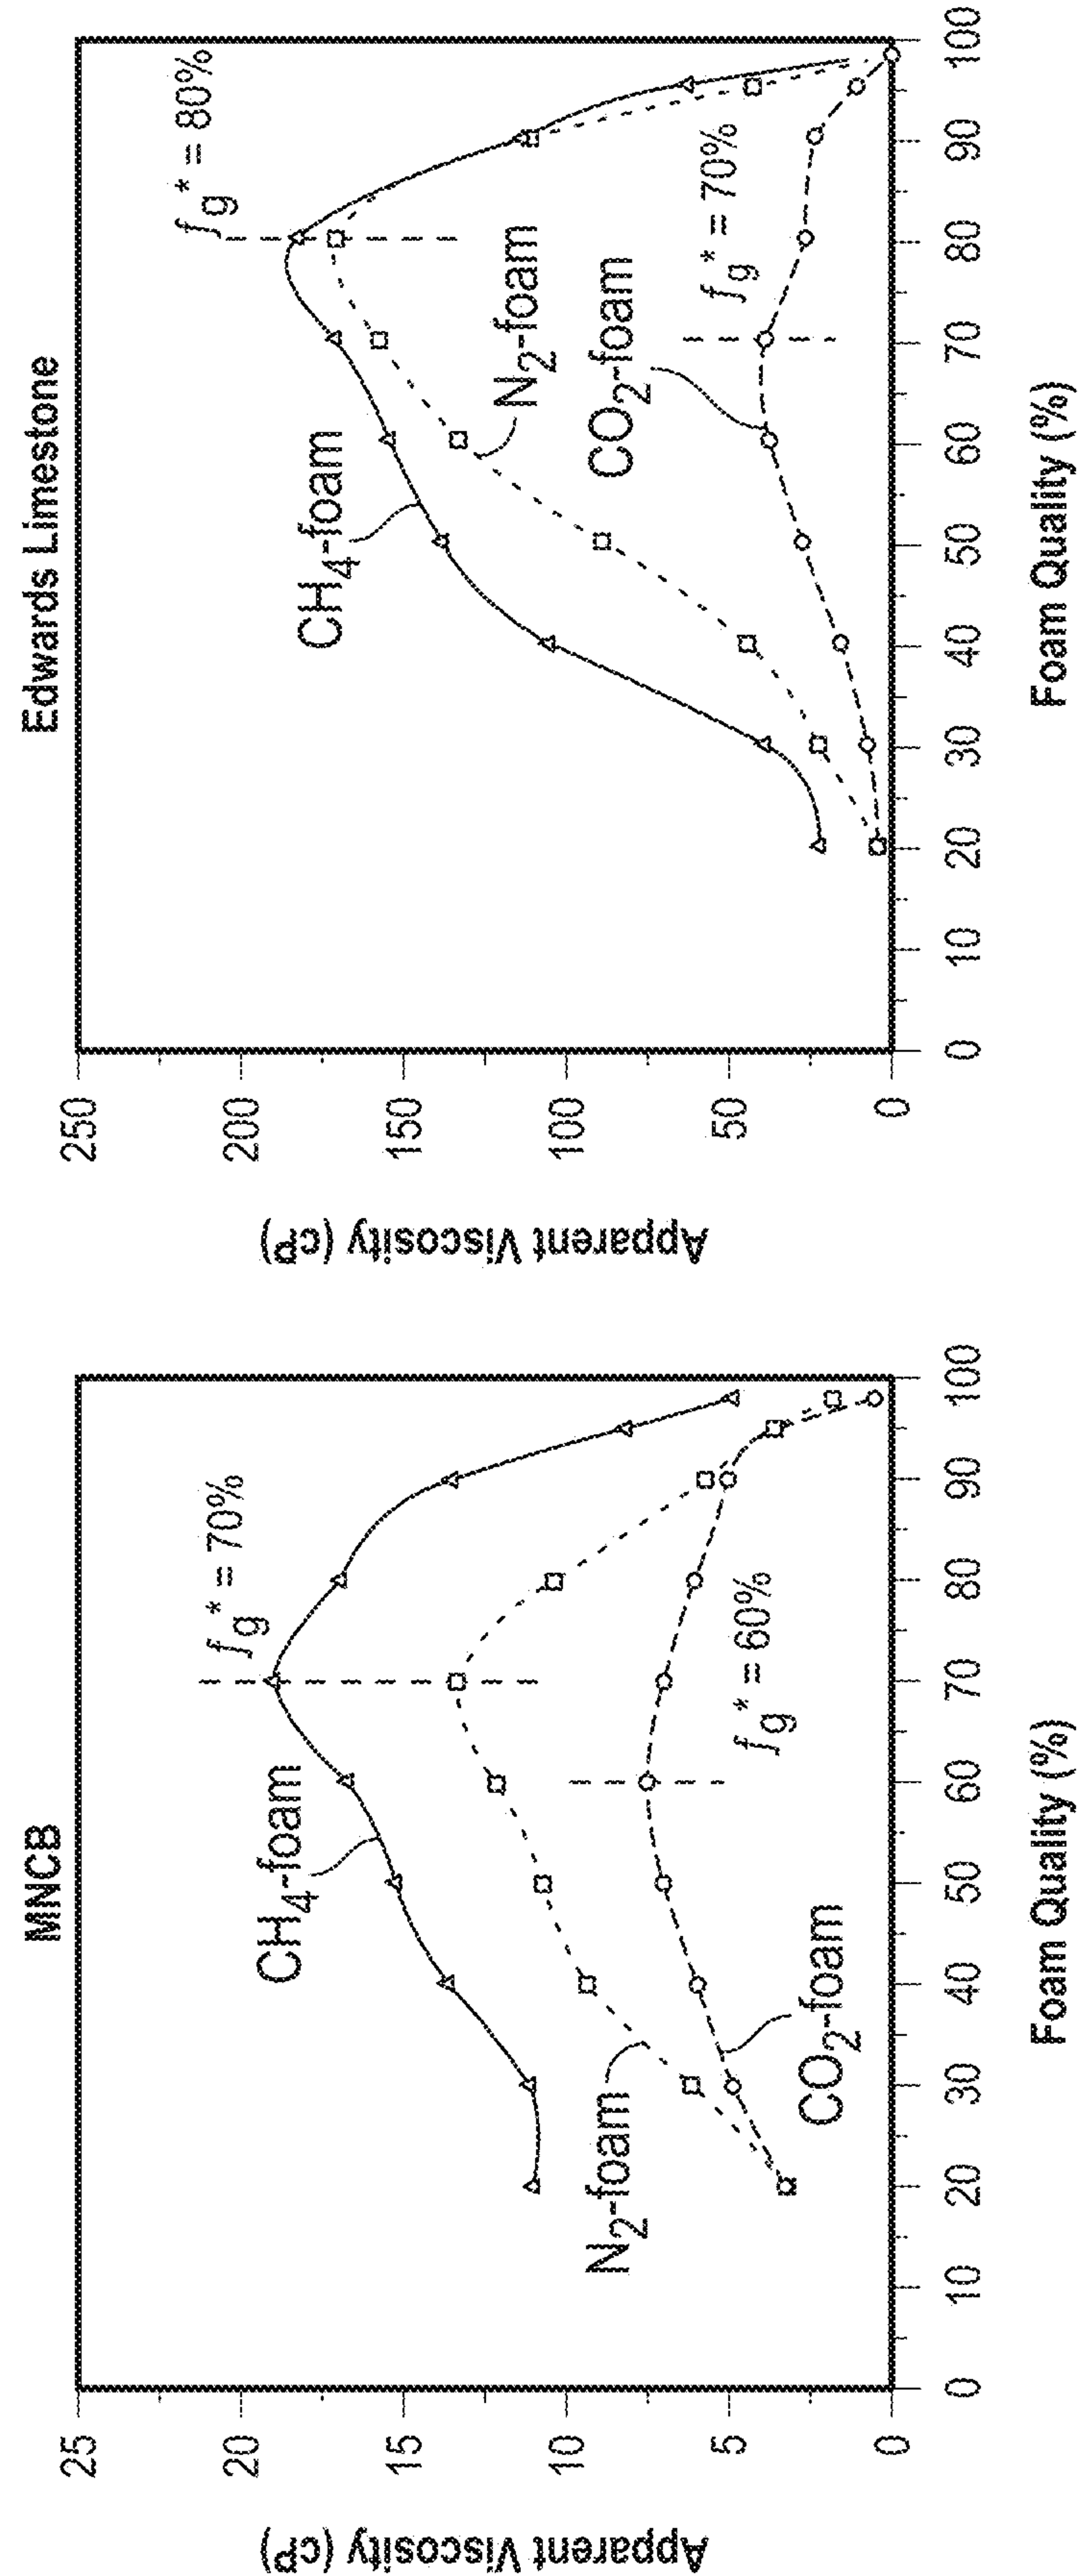 MNCB
Apparent Viscosity (cP)
25
20
15
10
5
0
fg* = 70%
CH4-foam
N2-foam
fg* = 60%
CO2-foam
0 10 20 30 40 50 60 70 80 90 100
Foam Quality (%)
Edwards Limestone
Apparent Viscosity (cP)
250
200
150
100
50
0
fg* = 80%
CH4-foam
N2-foam
CO2-foam
fg* = 70%
0 10 20 30 40 50 60 70 80 90 100
Foam Quality (%)